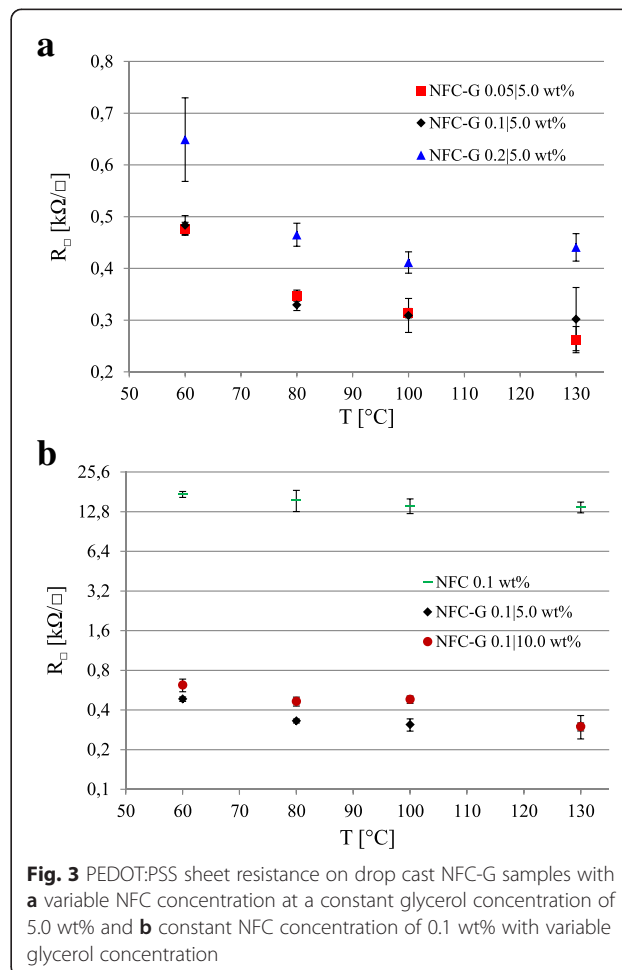 a
0,8
0,7
0,6
0,5
0,4
0,3
0,2
R□ [kΩ/□]
NFC-G 0.05|5.0 wt%
NFC-G 0.1|5.0 wt%
NFC-G 0.2|5.0 wt%
50 60 70 80 90 100 110 120 130
T [°C]
b
25,6
12,8
6,4
3,2
1,6
0,8
0,4
0,2
0,1
R□ [kΩ/□]
NFC 0.1 wt%
NFC-G 0.1|5.0 wt%
NFC-G 0.1|10.0 wt%
50 60 70 80 90 100 110 120 130
T [°C]
Fig. 3 PEDOT:PSS sheet resistance on drop cast NFC-G samples with
a variable NFC concentration at a constant glycerol concentration of
5.0 wt% and b constant NFC concentration of 0.1 wt% with variable
glycerol concentration